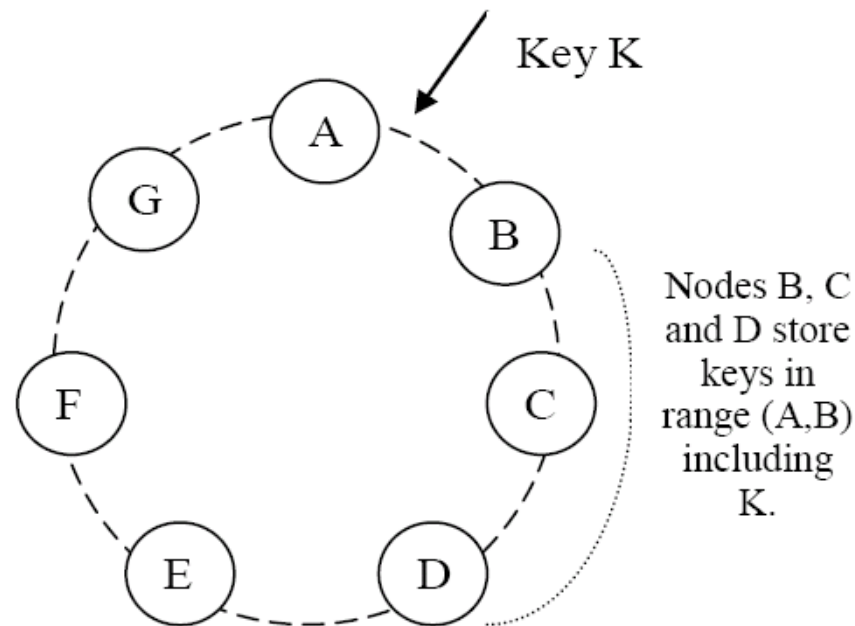 Key K
A
G
B
Nodes B, C
and D store
keys in
range (A,B)
including
K.
F
C
E
D